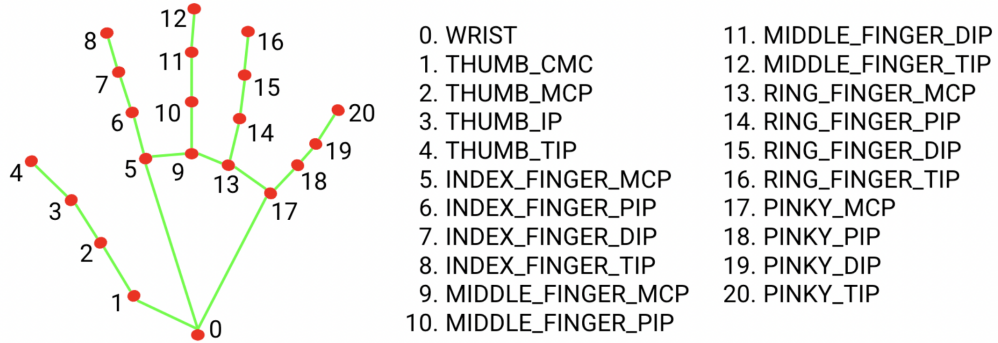 12
8
16
11
7
15
10
20
6
14
19
4
5
9
13
18
3
17
2
1
0
0. WRIST
1. THUMB_CMC
2. THUMB_MCP
3. THUMB_IP
4. THUMB_TIP
5. INDEX_FINGER_MCP
6. INDEX_FINGER_PIP
7. INDEX_FINGER_DIP
8. INDEX_FINGER_TIP
9. MIDDLE_FINGER_MCP
10. MIDDLE_FINGER_PIP
11. MIDDLE_FINGER_DIP
12. MIDDLE_FINGER_TIP
13. RING_FINGER_MCP
14. RING_FINGER_PIP
15. RING_FINGER_DIP
16. RING_FINGER_TIP
17. PINKY_MCP
18. PINKY_PIP
19. PINKY_DIP
20. PINKY_TIP